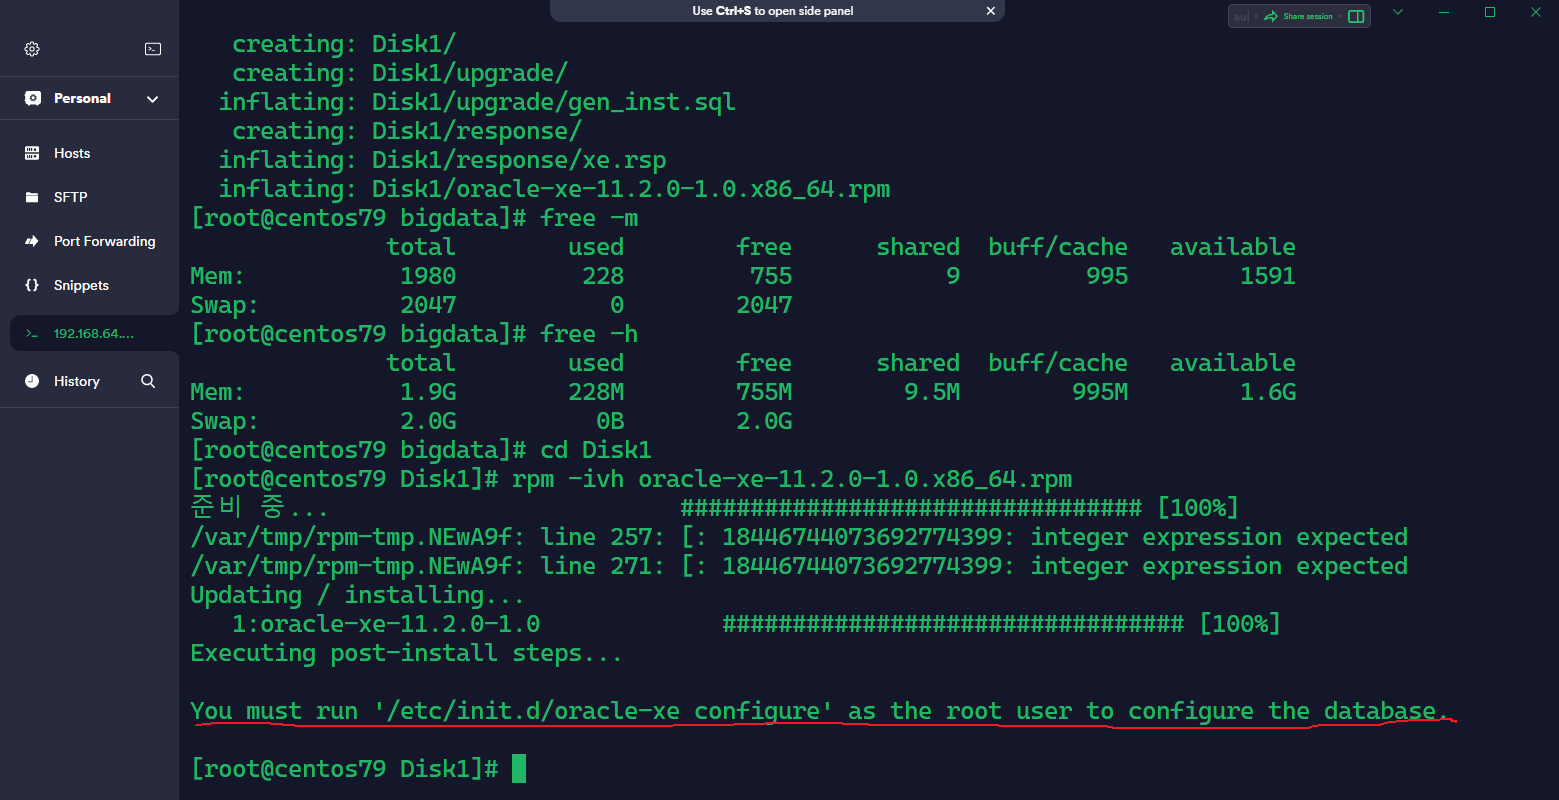 Use Ctrl+S to open side panel
Share session
Personal
Hosts
SFTP
Port Forwarding
Snippets
192.168.64....
History
creating: Disk1/
creating: Disk1/upgrade/
inflating: Disk1/upgrade/gen_inst.sql
creating: Disk1/response/
inflating: Disk1/response/xe.rsp
inflating: Disk1/oracle-xe-11.2.0-1.0.x86_64.rpm
[root@centos79 bigdata]# free -m
total used free shared buff/cache available
Mem: 1980 228 755 9 995 1591
Swap: 2047 0 2047
[root@centos79 bigdata]# free -h
total used free shared buff/cache available
Mem: 1.9G 228M 755M 9.5M 995M 1.6G
Swap: 2.0G 0B 2.0G
[root@centos79 bigdata]# cd Disk1
[root@centos79 Disk1]# rpm -ivh oracle-xe-11.2.0-1.0.x86_64.rpm
준비 중... ################################# [100%]
/var/tmp/rpm-tmp.NEwA9f: line 257: [: 18446744073692774399: integer expression expected
/var/tmp/rpm-tmp.NEwA9f: line 271: [: 18446744073692774399: integer expression expected
Updating / installing...
1:oracle-xe-11.2.0-1.0 ################################# [100%]
Executing post-install steps...
You must run '/etc/init.d/oracle-xe configure' as the root user to configure the database.
[root@centos79 Disk1]#